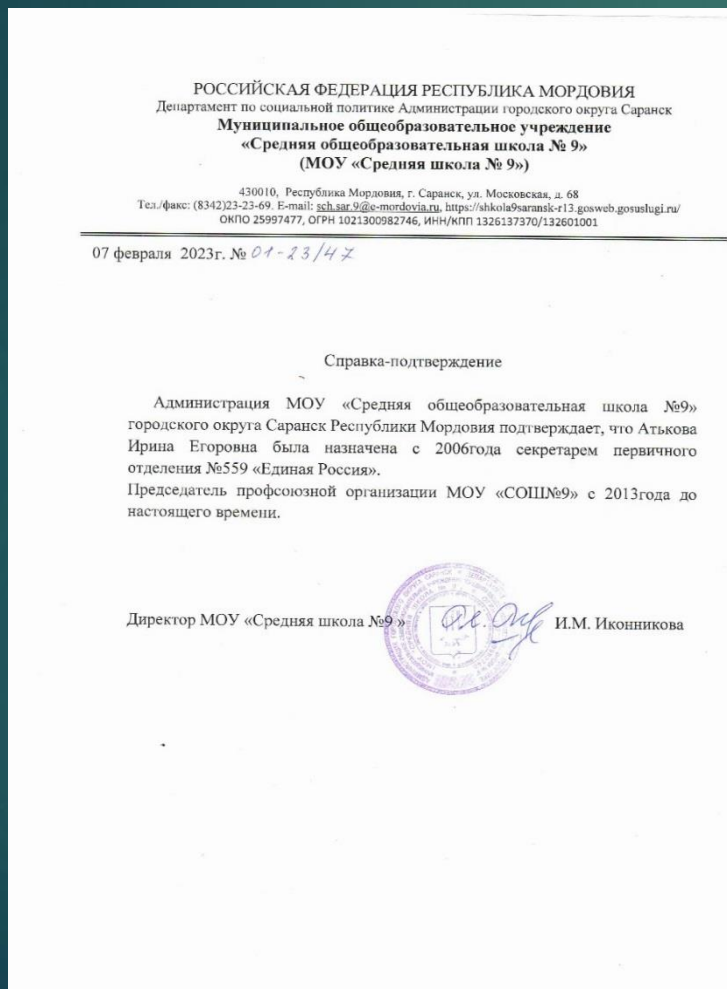 РОССИЙСКАЯ ФЕДЕРАЦИЯ РЕСПУБЛИКА МОРДОВИЯ
Департамент по социальной политике Администрации городского округа Саранск
Муниципальное общеобразовательное учреждение
«Средняя общеобразовательная школа № 9»
(МОУ «Средняя школа № 9»)
430010, Республика Мордовия, г. Саранск, ул. Московская, д. 68
Тел./факс: (8342)23-23-69. E-mail: sch.sar.9@e-mordovia.ru, https://shkola9saransk-r13.gosweb.gosuslugi.ru/
ОКПО 25997477, ОГРН 1021300982746, ИНН/КПП 1326137370/132601001
07 февраля 2023г. № 01-23/47
Справка-подтверждение
Администрация МОУ «Средняя общеобразовательная школа №9»
городского округа Саранск Республики Мордовия подтверждает, что Атькова
Ирина Егоровна была назначена с 2006года секретарем первичного
отделения №559 «Единая Россия».
Председатель профсоюзной организации МОУ «СОШ№9» с 2013года до
настоящего времени.
Директор МОУ «Средняя школа №9 » И.М. Иконникова